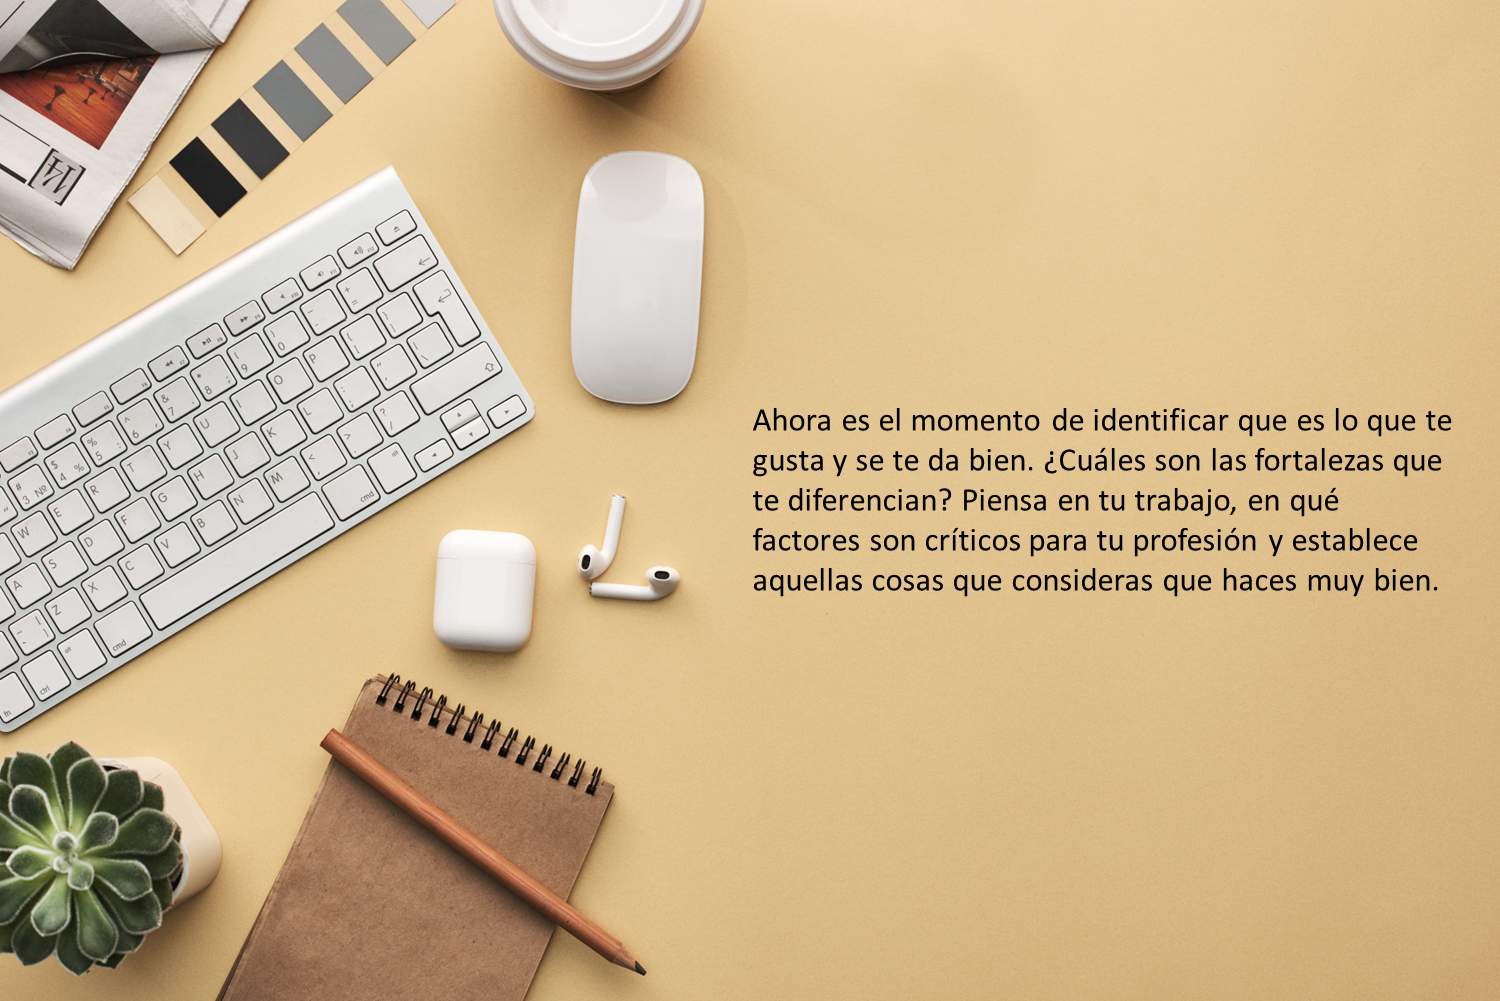 Ahora es el momento de identificar que es lo que te
gusta y se te da bien. ¿Cuáles son las fortalezas que
te diferencian? Piensa en tu trabajo, en qué
factores son críticos para tu profesión y establece
aquellas cosas que consideras que haces muy bien.
14